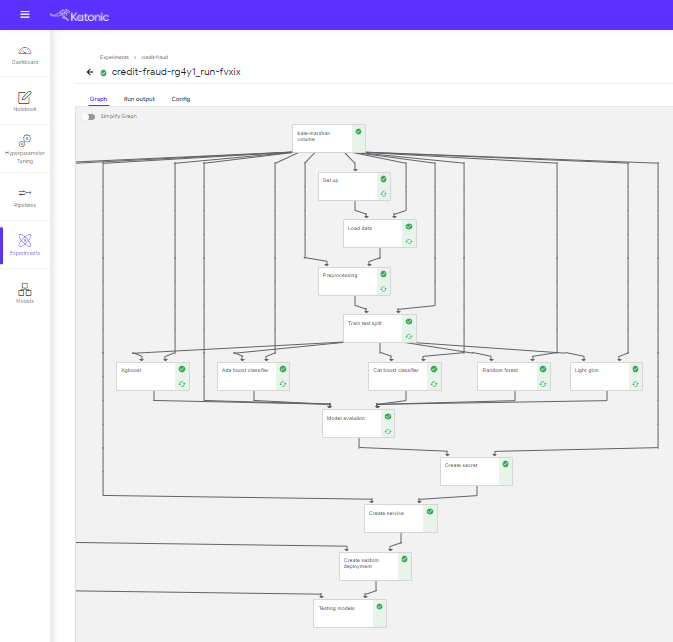 Katonic
Experiments > credit-fraud
credit-fraud-rg4y1_run-fvxix
Dashboard
Notebook
Hyperparameter
Tuning
Pipelines
Experiments
Models
Graph Run output Config
Simplify Graph
kale-marshal-
volume
Set up
Load data
Preprocessing
Train test split
Xgboost
Ada boost classifier
Cat boost classifier
Random forest
Light gbm
Model evalution
Create secret
Create service
Create seldom
deployment
Testing models